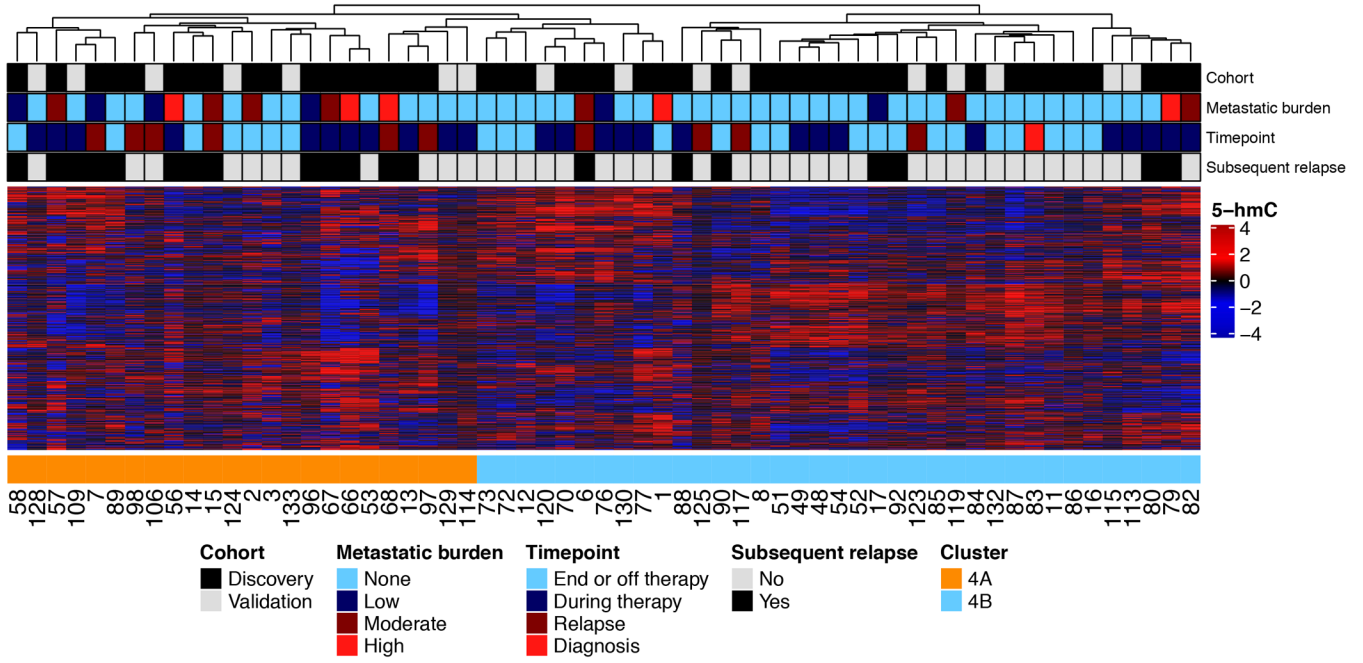 Cohort
Metastatic burden
Timepoint
Subsequent relapse
5−hmC
4
2
0
−2
−4
58 128 57 109 7 89 98 106 56 14 15 124 2 3 133 96 67 66 53 68 13 97 129 114 73 72 12 120 70 6 76 130 77 1 88 125 90 117 8 51 49 48 54 52 17 92 123 85 119 84 132 87 83 11 86 16 115 113 80 79 82
Cohort Metastatic burden Timepoint Subsequent relapse Cluster
Discovery None End or off therapy No 4A
Validation Low During therapy Yes 4B
Moderate Relapse
High Diagnosis